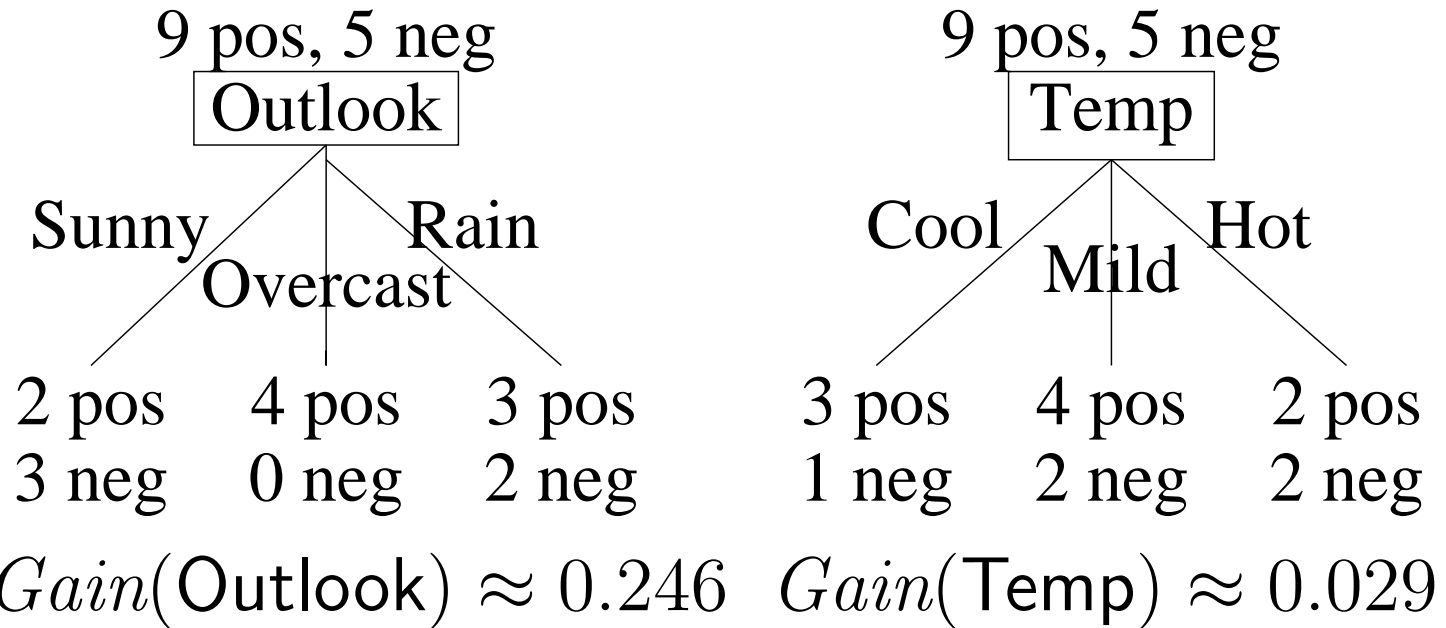 9 pos, 5 neg
Outlook
Sunny
Rain
Overcast
2 pos 4 pos 3 pos
3 neg 0 neg 2 neg
Gain(Outlook) ≈ 0.246
9 pos, 5 neg
Temp
Cool
Hot
Mild
3 pos 4 pos 2 pos
1 neg 2 neg 2 neg
Gain(Temp) ≈ 0.029